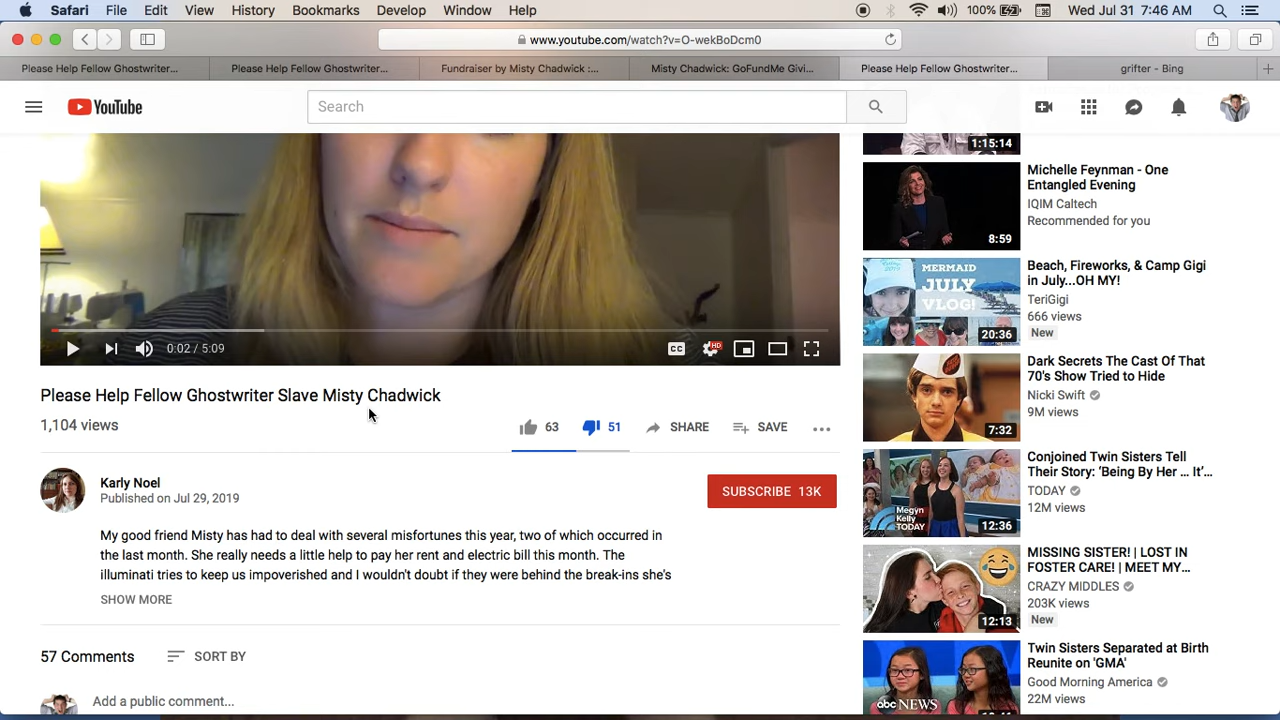 Safari File Edit View History Bookmarks Develop Window Help 100% Wed Jul 31 7:46 AM
www.youtube.com/watch?v=O-wekBoDcm0
Please Help Fellow Ghostwriter... Please Help Fellow Ghostwriter... Fundraiser by Misty Chadwick :... Misty Chadwick: GoFundMe Givi... Please Help Fellow Ghostwriter... grifter - Bing
YouTube
Search
1:15:14
Michelle Feynman - One
Entangled Evening
IQIM Caltech
Recommended for you
8:59
Beach, Fireworks, & Camp Gigi
in July...OH MY!
TeriGigi
666 views
New
MERMAID
JULY
VLOG!
20:36
0:02 / 5:09
CC
HD
Dark Secrets The Cast Of That
70's Show Tried to Hide
Nicki Swift
9M views
7:32
Please Help Fellow Ghostwriter Slave Misty Chadwick
1,104 views
63 51 SHARE SAVE
Conjoined Twin Sisters Tell
Their Story: ‘Being By Her ... It’...
TODAY
12M views
Megyn
Kelly
TODAY
12:36
Karly Noel
Published on Jul 29, 2019
SUBSCRIBE 13K
My good friend Misty has had to deal with several misfortunes this year, two of which occurred in
the last month. She really needs a little help to pay her rent and electric bill this month. The
illuminati tries to keep us impoverished and I wouldn't doubt if they were behind the break-ins she's
SHOW MORE
MISSING SISTER! | LOST IN
FOSTER CARE! | MEET MY...
CRAZY MIDDLES
203K views
New
12:13
57 Comments SORT BY
Add a public comment...
Twin Sisters Separated at Birth
Reunite on 'GMA'
Good Morning America
22M views
abc NEWS